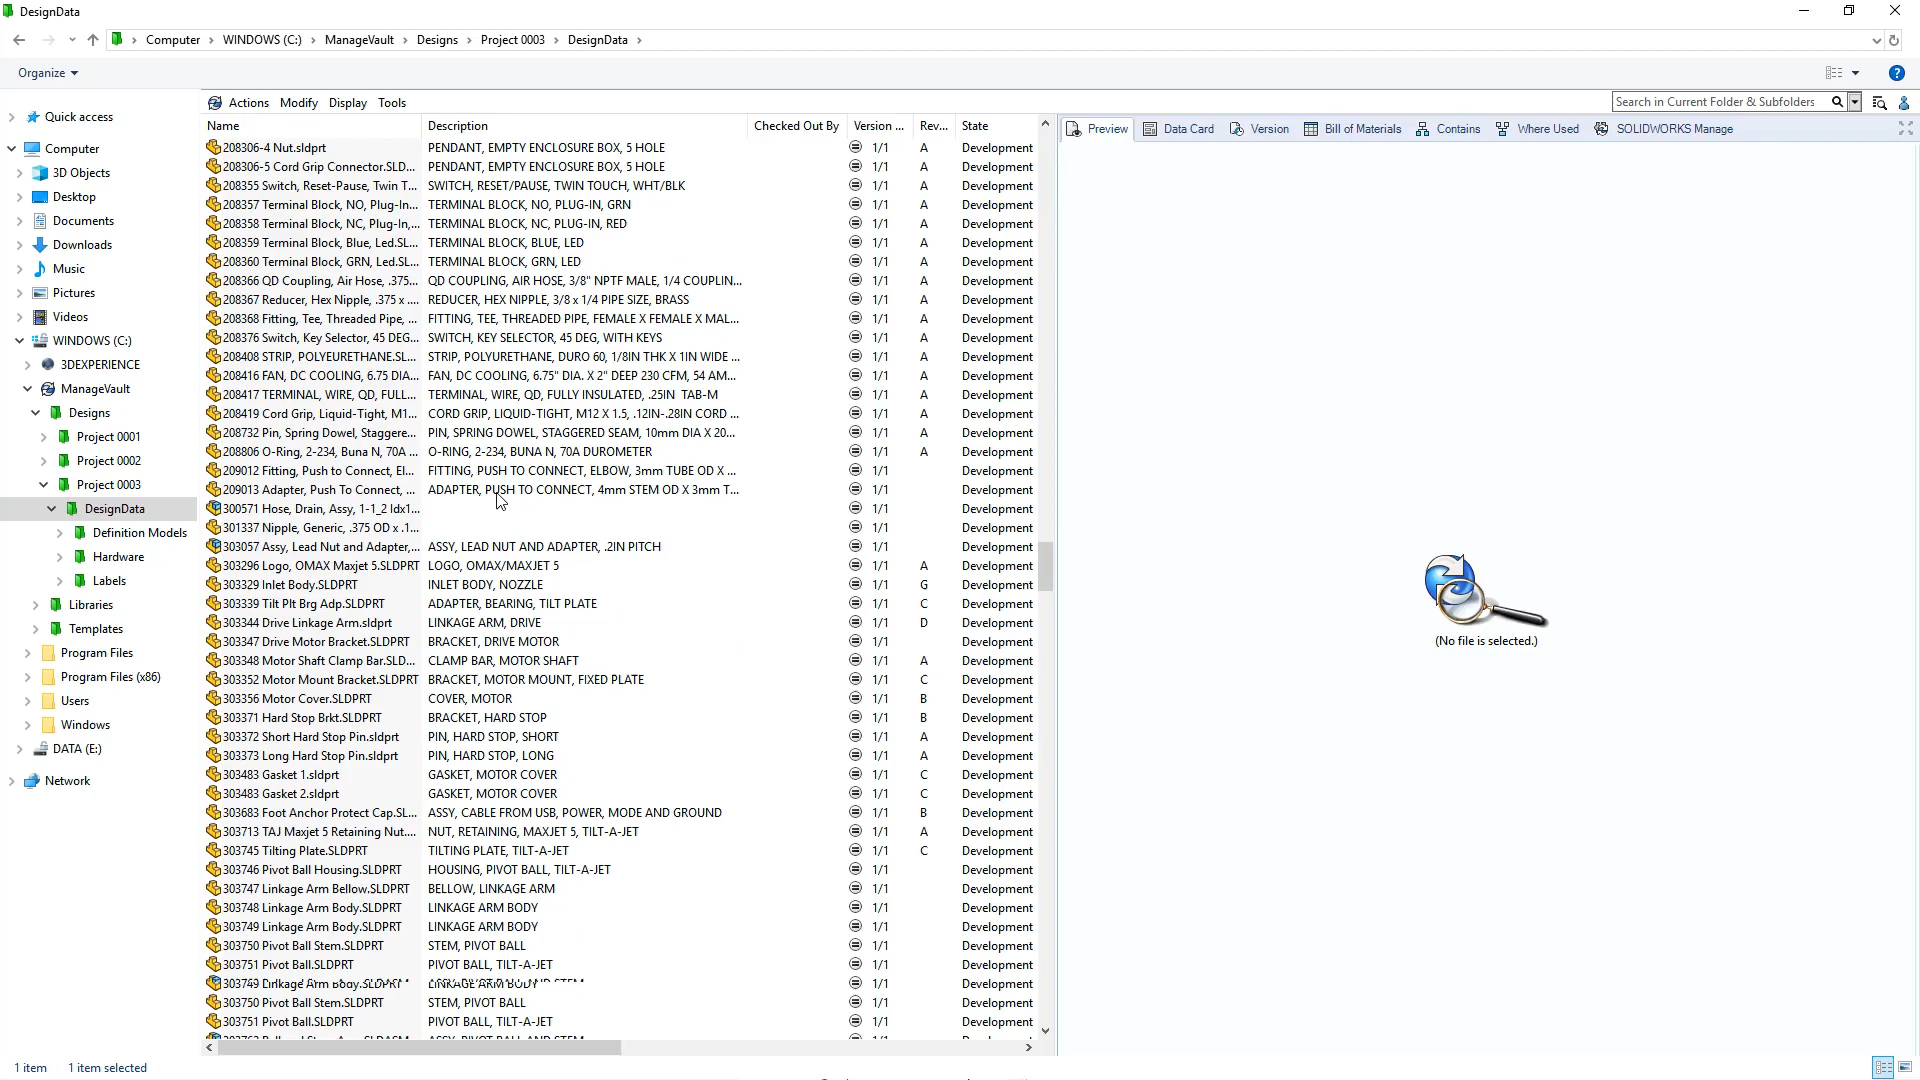 DesignData
Computer › WINDOWS (C:) › ManageVault › Designs › Project 0003 › DesignData ›
Organize
Quick access
Computer
3D Objects
Desktop
Documents
Downloads
Music
Pictures
Videos
WINDOWS (C:)
3DEXPERIENCE
ManageVault
Designs
Project 0001
Project 0002
Project 0003
DesignData
Definition Models
Hardware
Labels
Libraries
Templates
Program Files
Program Files (x86)
Users
Windows
DATA (E:)
Network
Actions Modify Display Tools
Search in Current Folder & Subfolders
Name Description Checked Out By Version ... Rev... State
208306-4 Nut.sldprt PENDANT, EMPTY ENCLOSURE BOX, 5 HOLE 1/1 A Development
208306-5 Cord Grip Connector.SLD... PENDANT, EMPTY ENCLOSURE BOX, 5 HOLE 1/1 A Development
208355 Switch, Reset-Pause, Twin T... SWITCH, RESET/PAUSE, TWIN TOUCH, WHT/BLK 1/1 A Development
208357 Terminal Block, NO, Plug-In... TERMINAL BLOCK, NO, PLUG-IN, GRN 1/1 A Development
208358 Terminal Block, NC, Plug-In,... TERMINAL BLOCK, NC, PLUG-IN, RED 1/1 A Development
208359 Terminal Block, Blue, Led.SL... TERMINAL BLOCK, BLUE, LED 1/1 A Development
208360 Terminal Block, GRN, Led.SL... TERMINAL BLOCK, GRN, LED 1/1 A Development
208366 QD Coupling, Air Hose, .375... QD COUPLING, AIR HOSE, 3/8" NPTF MALE, 1/4 COUPLIN... 1/1 A Development
208367 Reducer, Hex Nipple, .375 x .... REDUCER, HEX NIPPLE, 3/8 x 1/4 PIPE SIZE, BRASS 1/1 A Development
208368 Fitting, Tee, Threaded Pipe, ... FITTING, TEE, THREADED PIPE, FEMALE X FEMALE X MAL... 1/1 A Development
208376 Switch, Key Selector, 45 DEG... SWITCH, KEY SELECTOR, 45 DEG, WITH KEYS 1/1 A Development
208408 STRIP, POLYEURETHANE.SL... STRIP, POLYURETHANE, DURO 60, 1/8IN THK X 1IN WIDE ... 1/1 A Development
208416 FAN, DC COOLING, 6.75 DIA... FAN, DC COOLING, 6.75" DIA. X 2" DEEP 230 CFM, 54 AM... 1/1 A Development
208417 TERMINAL, WIRE, QD, FULL... TERMINAL, WIRE, QD, FULLY INSULATED, .25IN TAB-M 1/1 A Development
208419 Cord Grip, Liquid-Tight, M1... CORD GRIP, LIQUID-TIGHT, M12 X 1.5, .12IN-.28IN CORD ... 1/1 A Development
208732 Pin, Spring Dowel, Staggere... PIN, SPRING DOWEL, STAGGERED SEAM, 10mm DIA X 20... 1/1 A Development
208806 O-Ring, 2-234, Buna N, 70A ... O-RING, 2-234, BUNA N, 70A DUROMETER 1/1 A Development
209012 Fitting, Push to Connect, El... FITTING, PUSH TO CONNECT, ELBOW, 3mm TUBE OD X ... 1/1 Development
209013 Adapter, Push To Connect, ... ADAPTER, PUSH TO CONNECT, 4mm STEM OD X 3mm T... 1/1 Development
300571 Hose, Drain, Assy, 1-1_2 Idx1... 1/1 Development
301337 Nipple, Generic, .375 OD x .1... 1/1 Development
303057 Assy, Lead Nut and Adapter,... ASSY, LEAD NUT AND ADAPTER, .2IN PITCH 1/1 Development
303296 Logo, OMAX Maxjet 5.SLDPRT LOGO, OMAX/MAXJET 5 1/1 A Development
303329 Inlet Body.SLDPRT INLET BODY, NOZZLE 1/1 G Development
303339 Tilt Plt Brg Adp.SLDPRT ADAPTER, BEARING, TILT PLATE 1/1 C Development
303344 Drive Linkage Arm.sldprt LINKAGE ARM, DRIVE 1/1 D Development
303347 Drive Motor Bracket.SLDPRT BRACKET, DRIVE MOTOR 1/1 Development
303348 Motor Shaft Clamp Bar.SLD... CLAMP BAR, MOTOR SHAFT 1/1 A Development
303352 Motor Mount Bracket.SLDPRT BRACKET, MOTOR MOUNT, FIXED PLATE 1/1 C Development
303356 Motor Cover.SLDPRT COVER, MOTOR 1/1 B Development
303371 Hard Stop Brkt.SLDPRT BRACKET, HARD STOP 1/1 B Development
303372 Short Hard Stop Pin.sldprt PIN, HARD STOP, SHORT 1/1 A Development
303373 Long Hard Stop Pin.sldprt PIN, HARD STOP, LONG 1/1 A Development
303483 Gasket 1.sldprt GASKET, MOTOR COVER 1/1 C Development
303483 Gasket 2.sldprt GASKET, MOTOR COVER 1/1 C Development
303683 Foot Anchor Protect Cap.SL... ASSY, CABLE FROM USB, POWER, MODE AND GROUND 1/1 B Development
303713 TAJ Maxjet 5 Retaining Nut.... NUT, RETAINING, MAXJET 5, TILT-A-JET 1/1 A Development
303745 Tilting Plate.SLDPRT TILTING PLATE, TILT-A-JET 1/1 C Development
303746 Pivot Ball Housing.SLDPRT HOUSING, PIVOT BALL, TILT-A-JET 1/1 Development
303747 Linkage Arm Bellow.SLDPRT BELLOW, LINKAGE ARM 1/1 Development
303748 Linkage Arm Body.SLDPRT LINKAGE ARM BODY 1/1 Development
303749 Linkage Arm Body.SLDPRT LINKAGE ARM BODY 1/1 Development
303750 Pivot Ball Stem.SLDPRT STEM, PIVOT BALL 1/1 Development
303751 Pivot Ball.SLDPRT PIVOT BALL, TILT-A-JET 1/1 Development
1/1 Development
303750 Pivot Ball Stem.SLDPRT STEM, PIVOT BALL 1/1 Development
303751 Pivot Ball.SLDPRT PIVOT BALL, TILT-A-JET 1/1 Development
Preview Data Card Version Bill of Materials Contains Where Used SOLIDWORKS Manage
(No file is selected.)
1 item 1 item selected